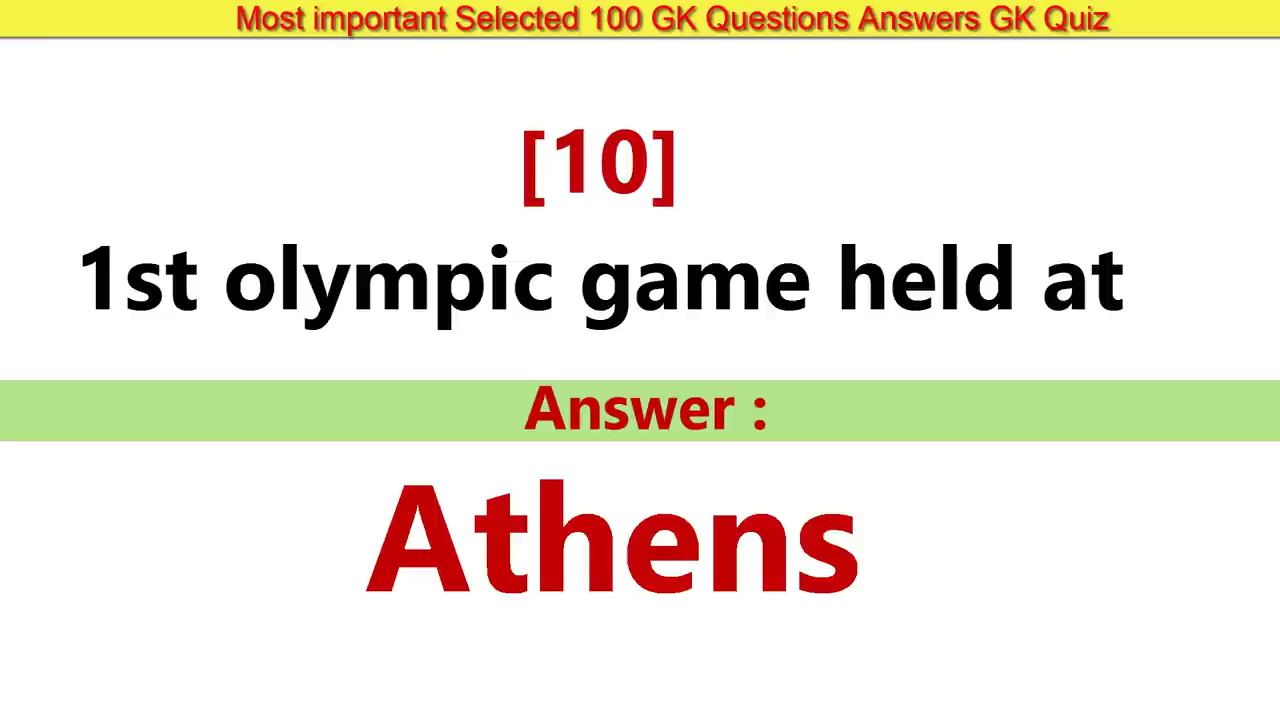 Most important Selected 100 GK Questions Answers GK Quiz
[10]
1st olympic game held at
Answer :
Athens